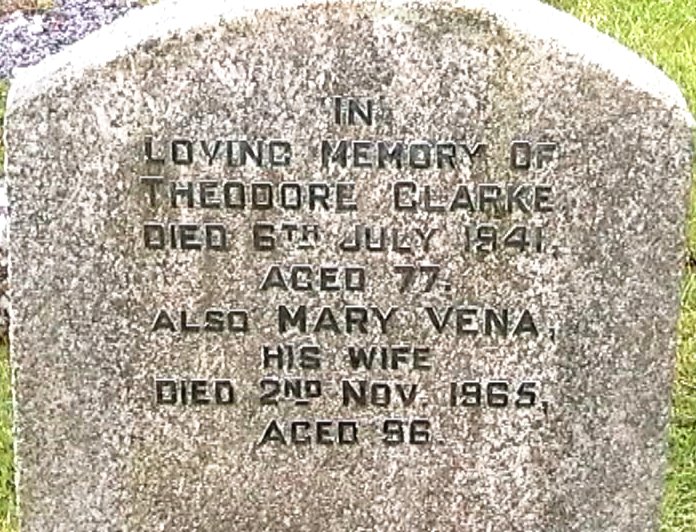 IN
LOVING MEMORY OF
THEODORE CLARKE,
DIED 6TH JULY 1941,
AGED 77.
ALSO MARY VENA,
HIS WIFE
DIED 2ND NOV. 1965,
AGED 96.